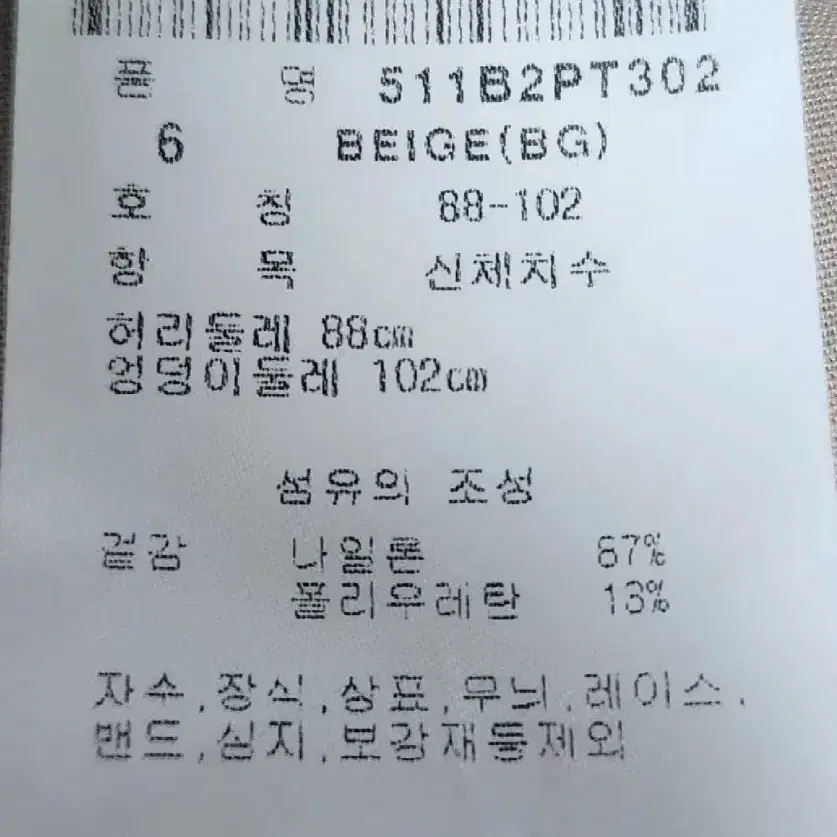 품 명 511B2PT302
6 BEIGE(BG)
호 칭 88-102
항 목 신체치수
허리둘레 88cm
엉덩이둘레 102cm
섬유의 조성
겉감 나일론 87%
폴리우레탄 13%
자수,장식,상표,무늬,레이스,
밴드,심지,보강재등제외